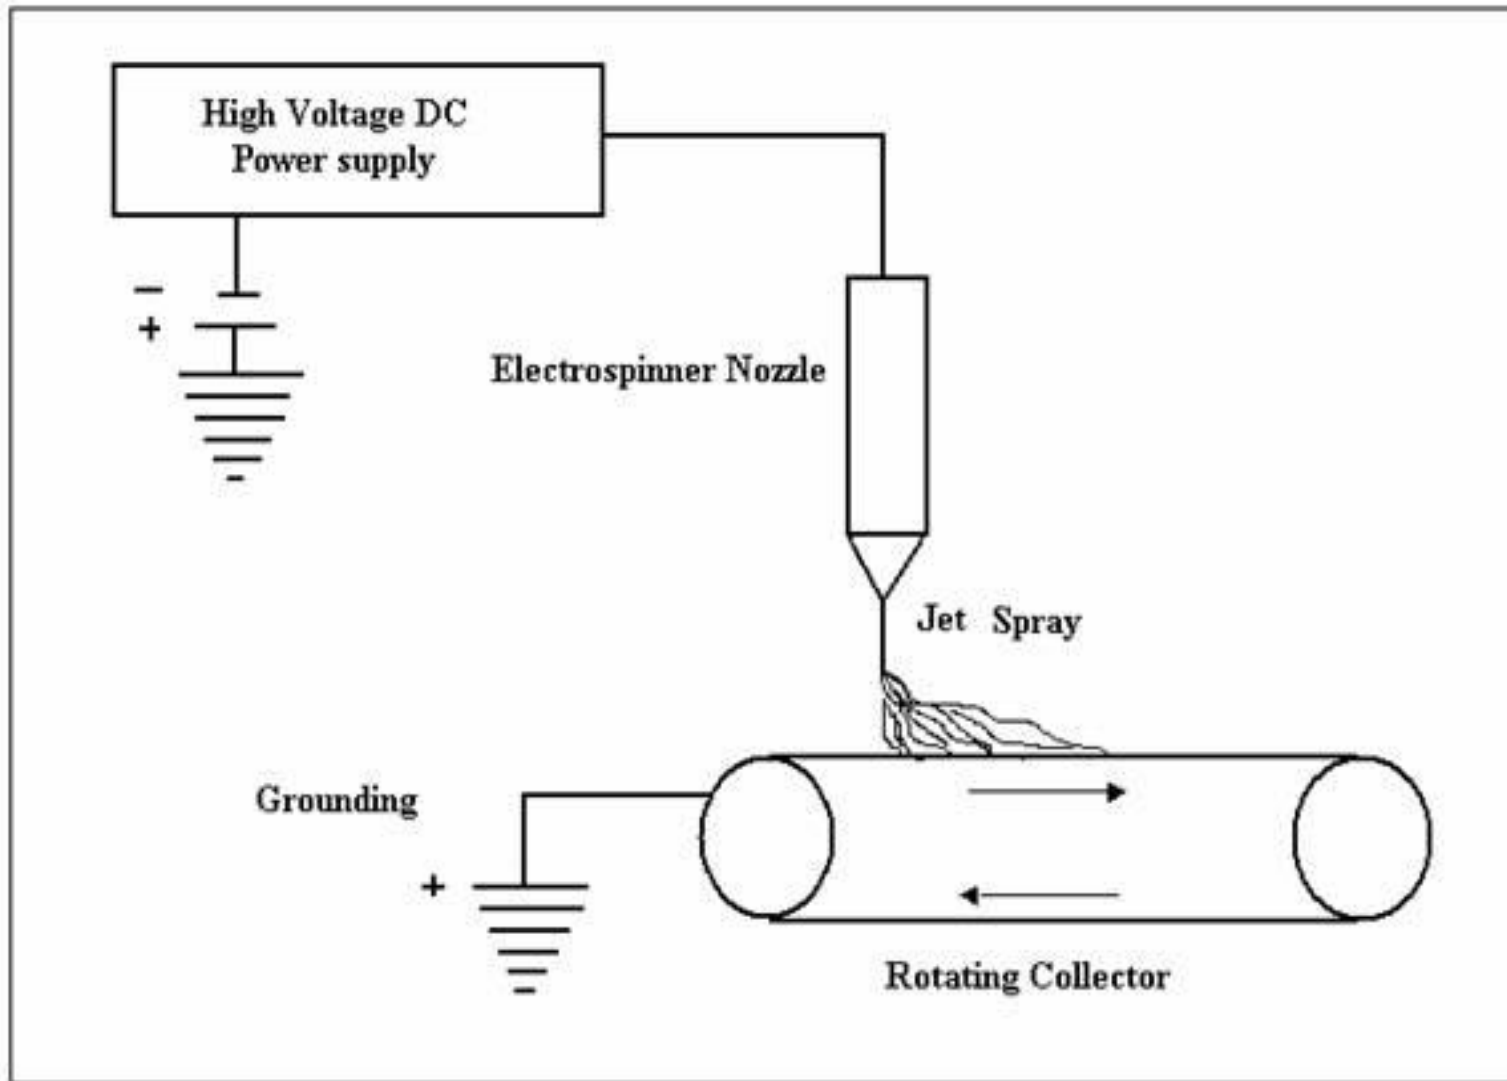 High Voltage DC
Power supply
−
+
Electrospinner Nozzle
Jet Spray
Grounding
+
Rotating Collector